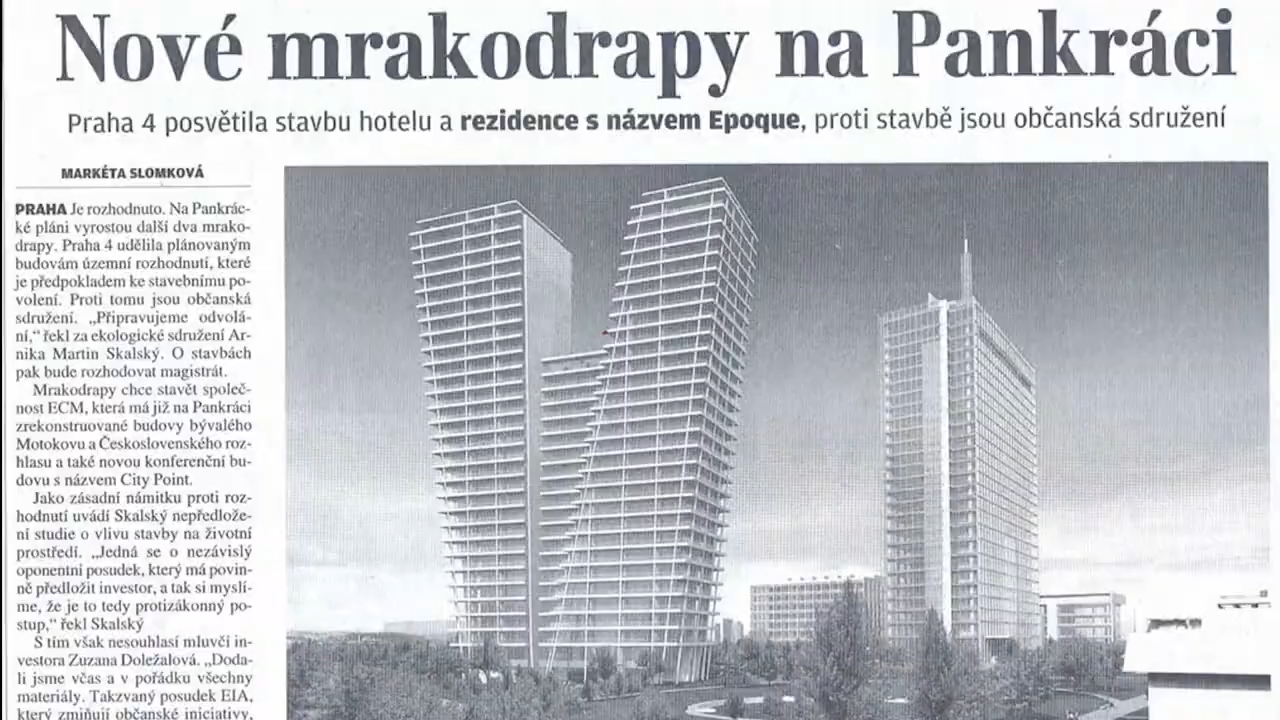 Nové mrakodrapy na Pankráci
Praha 4 posvětila stavbu hotelu a rezidence s názvem Epoque, proti stavbě jsou občanská sdružení
MARKÉTA SLOMKOVÁ
PRAHA Je rozhodnuto. Na Pankrác-
ké pláni vyrostou další dva mrako-
drapy. Praha 4 udělila plánovaným
budovám územní rozhodnutí, které
je předpokladem ke stavebnímu po-
volení. Proti tomu jsou občanská
sdružení. „Připravujeme odvolá-
ní,“ řekl za ekologické sdružení Ar-
nika Martin Skalský. O stavbách
pak bude rozhodovat magistrát.
Mrakodrapy chce stavět společ-
nost ECM, která má již na Pankráci
zrekonstruované budovy bývalého
Motokovu a Československého roz-
hlasu a také novou konferenční bu-
dovu s názvem City Point.
Jako zásadní námitku proti roz-
hodnutí uvádí Skalský nepředlože-
ní studie o vlivu stavby na životní
prostředí. „Jedná se o nezávislý
oponentní posudek, který má povin-
ně předložit investor, a tak si myslí-
me, že je to tedy protizákonný po-
stup,“ řekl Skalský
S tím však nesouhlasí mluvčí in-
vestora Zuzana Doležalová. „Doda-
li jsme včas a v pořádku všechny
materiály. Takzvaný posudek EIA,
který zmiňují občanské iniciativy,